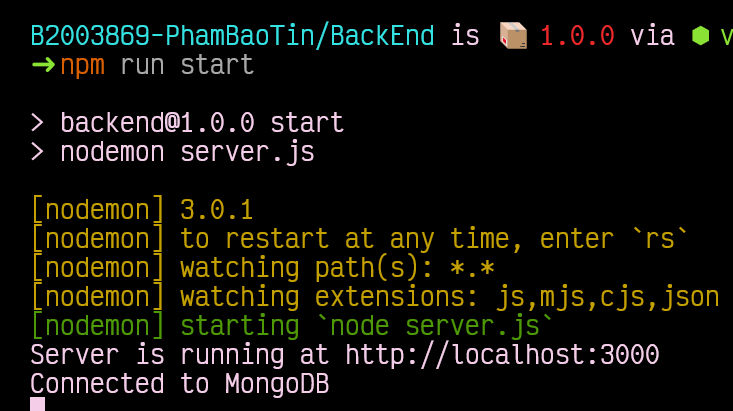 B2003869-PhamBaoTin/BackEnd is 📦 1.0.0 via ⬢ v
➜npm run start
> backend@1.0.0 start
> nodemon server.js
[nodemon] 3.0.1
[nodemon] to restart at any time, enter `rs`
[nodemon] watching path(s): *.*
[nodemon] watching extensions: js,mjs,cjs,json
[nodemon] starting `node server.js`
Server is running at http://localhost:3000
Connected to MongoDB